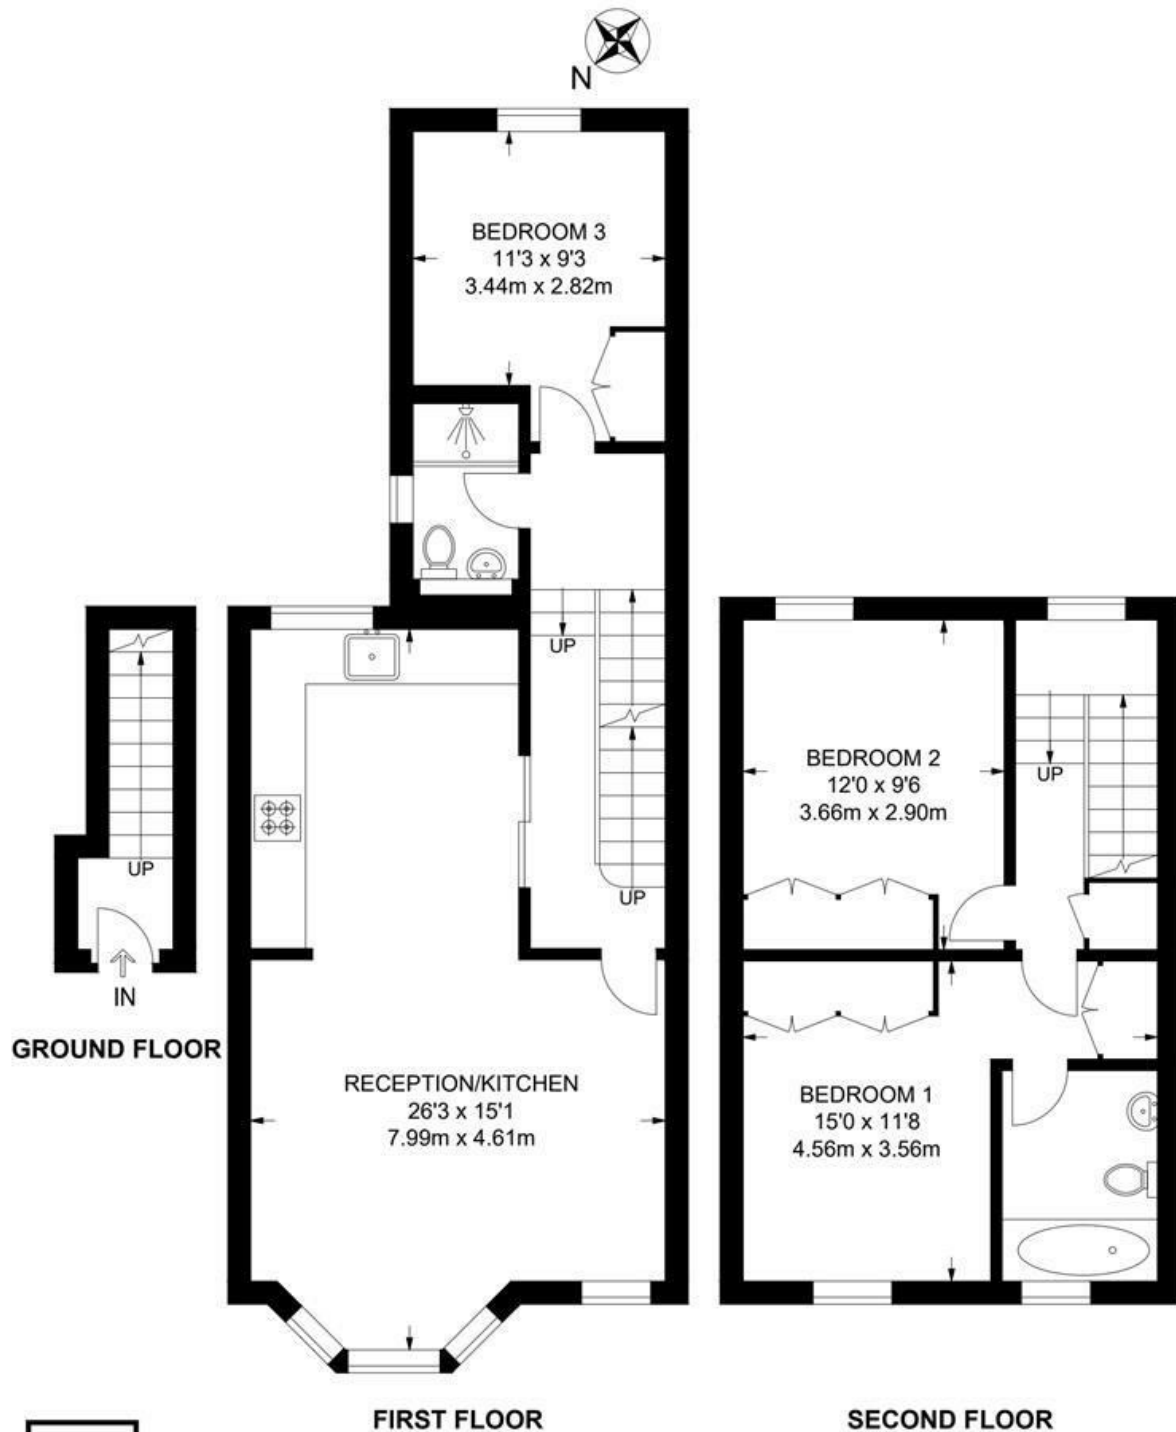 N
BEDROOM 3
11'3 x 9'3
3.44m x 2.82m
UP
UP
BEDROOM 2
12'0 x 9'6
3.66m x 2.90m
UP
UP
IN
GROUND FLOOR
RECEPTION/KITCHEN
26'3 x 15'1
7.99m x 4.61m
BEDROOM 1
15'0 x 11'8
4.56m x 3.56m
FIRST FLOOR
SECOND FLOOR